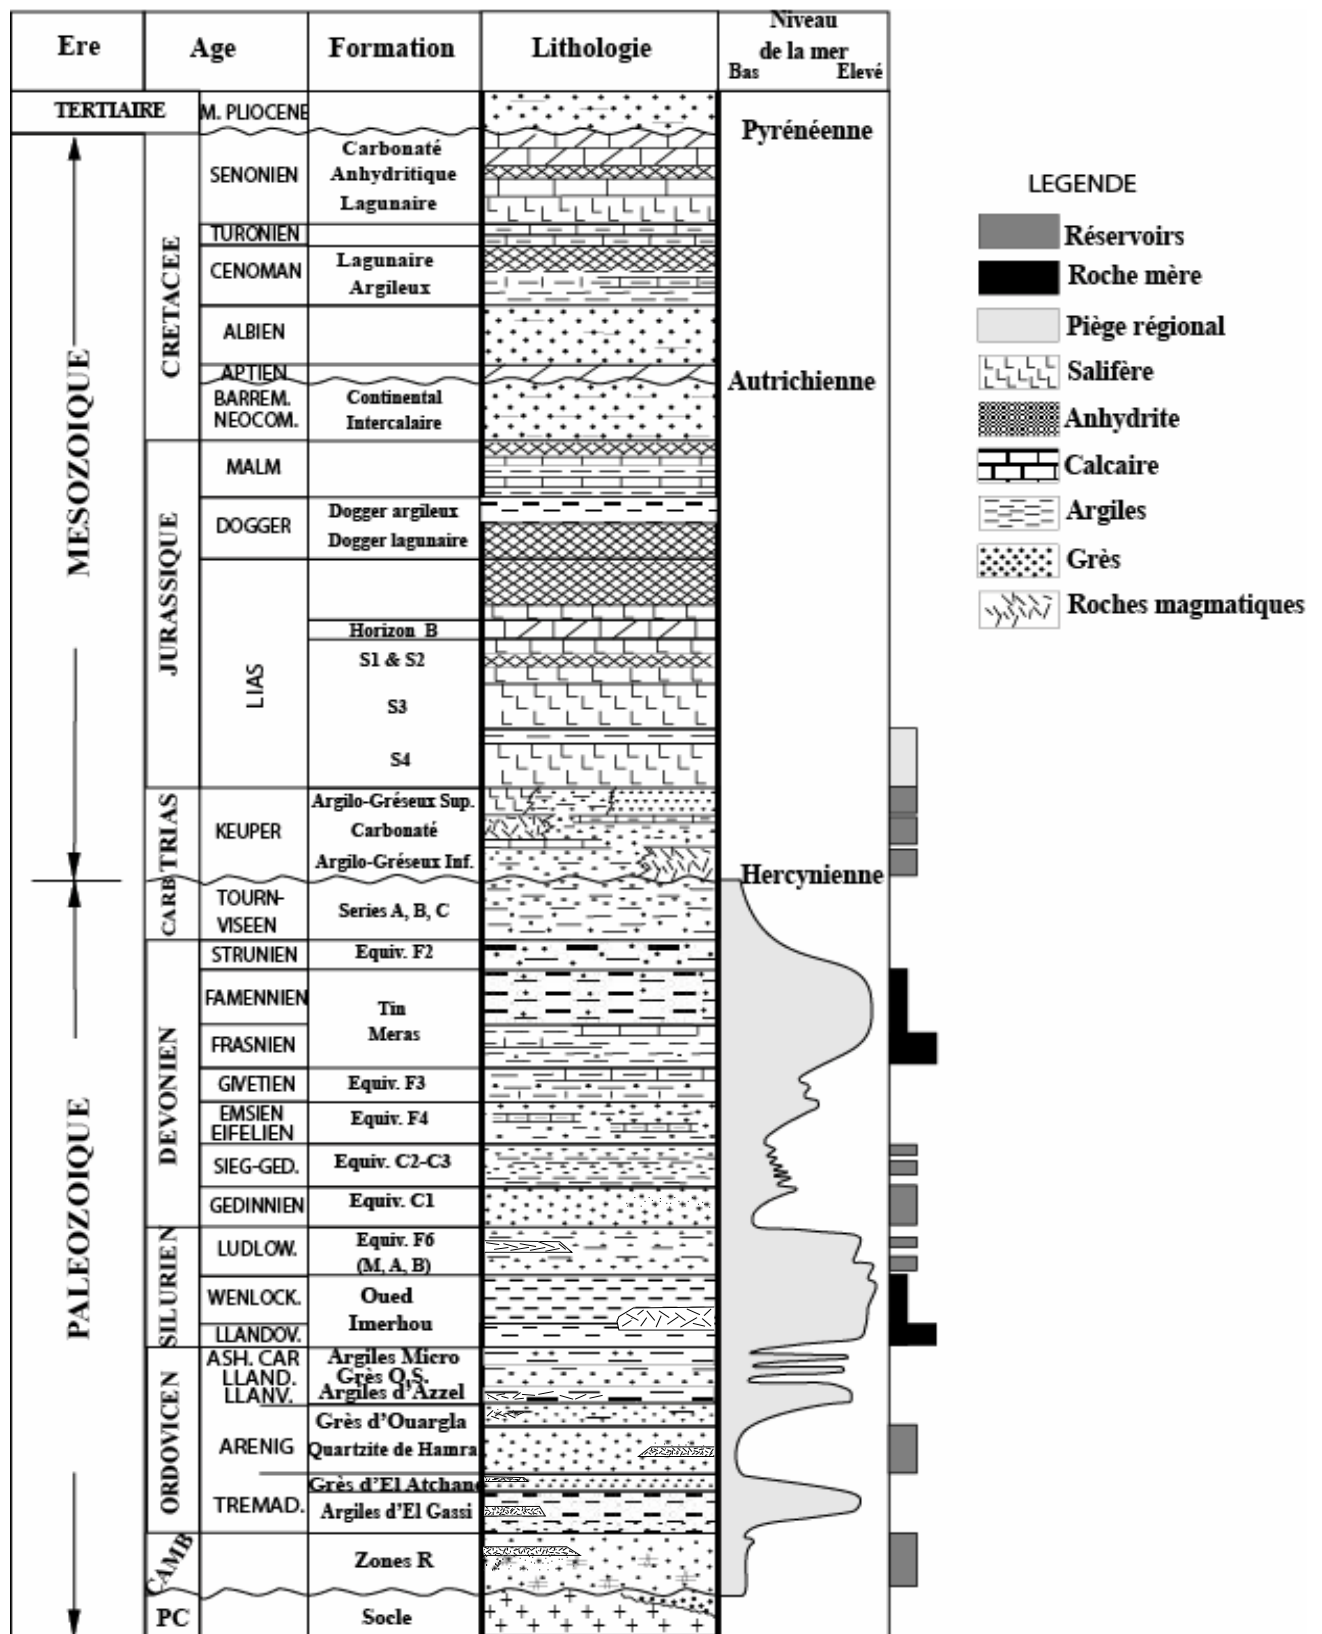 Ere
Age
Formation
Lithologie
Niveau
de la mer
Bas
Elevé
TERTIAIRE
M. PLIOCENE
Pyrénéenne
MESOZOIQUE
CRETACEE
SENONIEN
Carbonaté
Anhydritique
Lagunaire
TURONIEN
CENOMAN
Lagunaire
Argileux
ALBIEN
APTIEN
Autrichienne
BARREM.
NEOCOM.
Continental
Intercalaire
JURASSIQUE
MALM
DOGGER
Dogger argileux
Dogger lagunaire
LIAS
Horizon B
S1 & S2
S3
S4
TRIAS
KEUPER
Argilo-Gréseux Sup.
Carbonaté
Argilo-Gréseux Inf.
Hercynienne
PALEOZOIQUE
CARB
TOURN-
VISEEN
Series A, B, C
DEVONIEN
STRUNIEN
Equiv. F2
FAMENNIEN
Tin
Meras
FRASNIEN
GIVETIEN
Equiv. F3
EMSIEN
EIFELIEN
Equiv. F4
SIEG-GED.
Equiv. C2-C3
GEDINNIEN
Equiv. C1
SILURIEN
LUDLOW.
Equiv. F6
(M, A, B)
WENLOCK.
Oued
Imerhou
LLANDOV.
ORDOVICEN
ASH. CAR
LLAND.
LLANV.
Argiles Micro
Grès O.S.
Argiles d'Azzel
ARENIG
Grès d'Ouargla
Quartzite de Hamra
TREMAD.
Grès d'El Atchane
Argiles d'El Gassi
CAMB
Zones R
PC
Socle
LEGENDE
Réservoirs
Roche mère
Piège régional
Salifère
Anhydrite
Calcaire
Argiles
Grès
Roches magmatiques